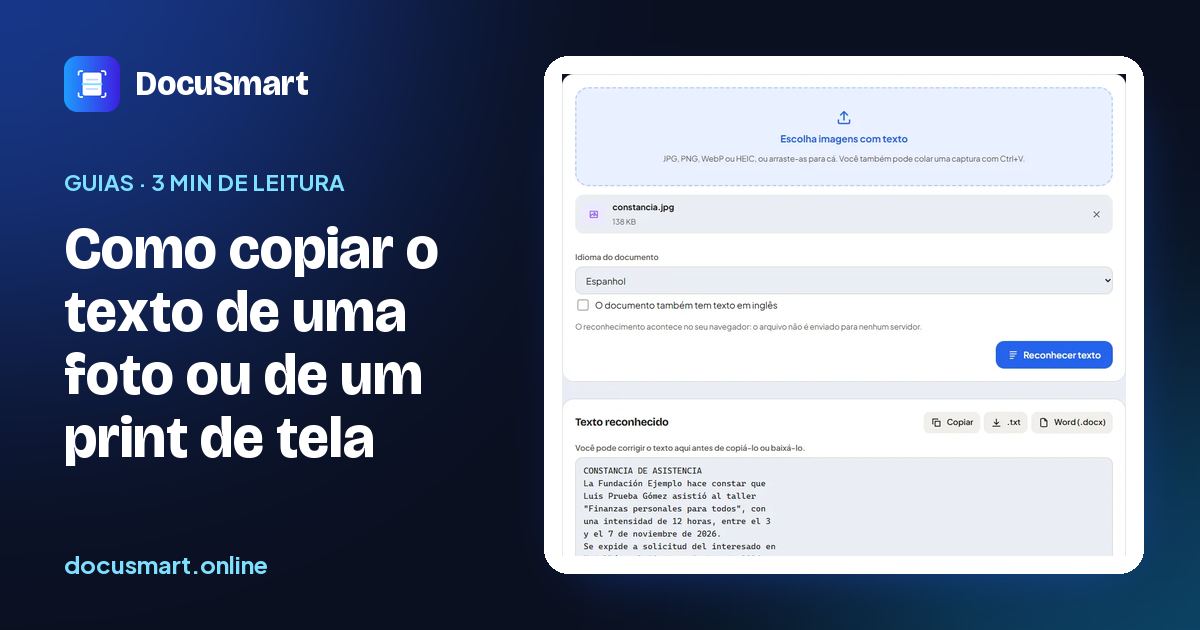 DocuSmart
GUIAS · 3 MIN DE LEITURA
Como copiar o
texto de uma
foto ou de um
print de tela
docusmart.online
Escolha imagens com texto
JPG, PNG, WebP ou HEIC, ou arraste-as para cá. Você também pode colar uma captura com Ctrl+V.
constancia.jpg
138 KB
Idioma do documento
Espanhol
O documento também tem texto em inglês
O reconhecimento acontece no seu navegador: o arquivo não é enviado para nenhum servidor.
Reconhecer texto
Texto reconhecido
Copiar
.txt
Word (.docx)
Você pode corrigir o texto aqui antes de copiá-lo ou baixá-lo.
CONSTANCIA DE ASISTENCIA
La Fundación Ejemplo hace constar que
Luis Prueba Gómez asistió al taller
"Finanzas personales para todos", con
una intensidad de 12 horas, entre el 3
y el 7 de noviembre de 2026.
Se expide a solicitud del interesado en